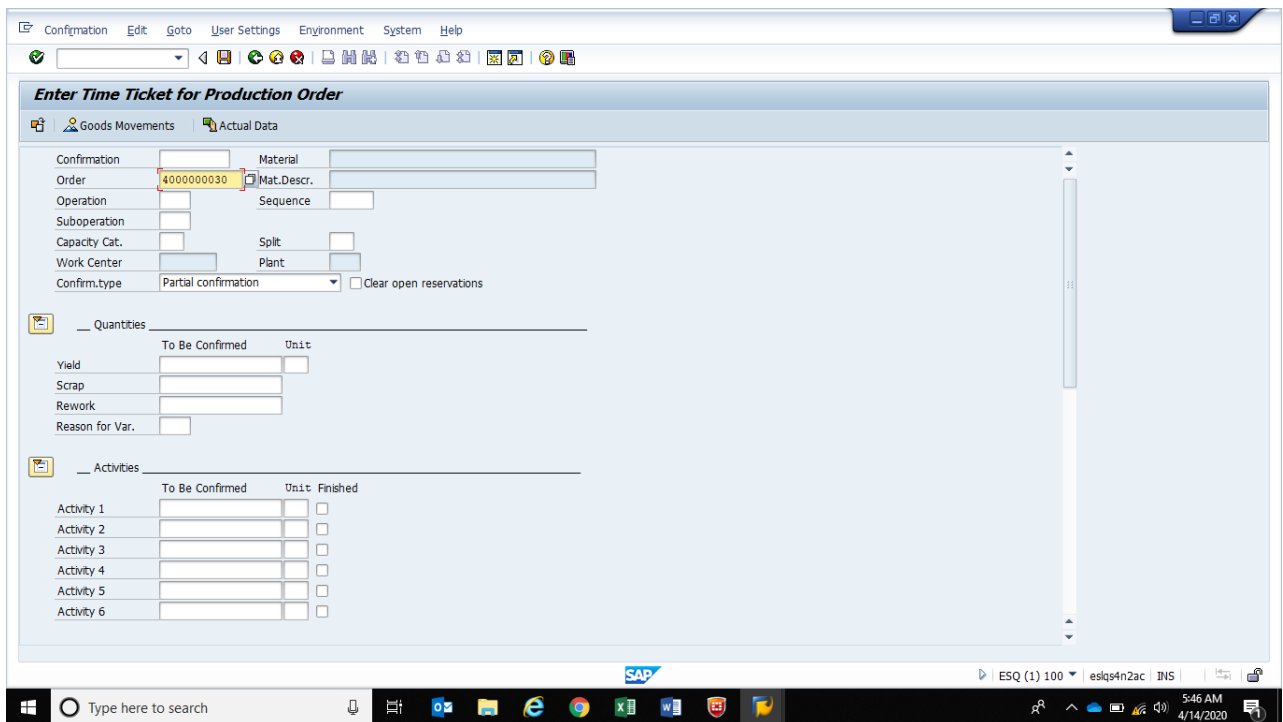 Confirmation Edit Goto User Settings Environment System Help
Enter Time Ticket for Production Order
Goods Movements Actual Data
Confirmation Material
Order 4000000030 Mat.Descr.
Operation Sequence
Suboperation
Capacity Cat. Split
Work Center Plant
Confirm.type Partial confirmation Clear open reservations
Quantities
To Be Confirmed Unit
Yield
Scrap
Rework
Reason for Var.
Activities
To Be Confirmed Unit Finished
Activity 1
Activity 2
Activity 3
Activity 4
Activity 5
Activity 6
SAP ESQ (1) 100 eslqs4n2ac INS
Type here to search 5:46 AM
4/14/2020